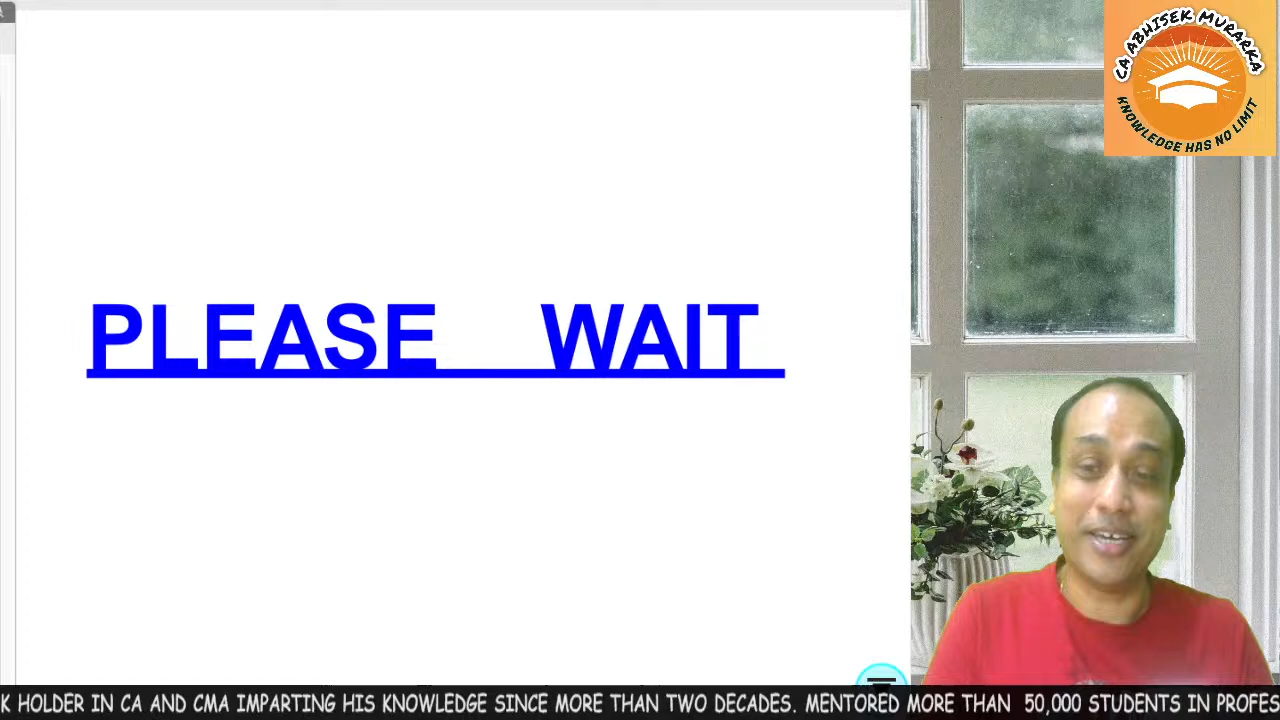 CA ABHISEK MURARKA
KNOWLEDGE HAS NO LIMIT
PLEASE WAIT
K HOLDER IN CA AND CMA IMPARTING HIS KNOWLEDGE SINCE MORE THAN TWO DECADES. MENTORED MORE THAN 50,000 STUDENTS IN PROFES